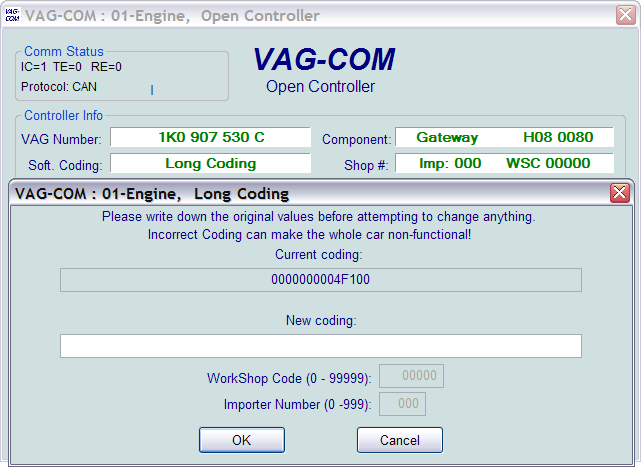 VAG-COM
VAG-COM : 01-Engine, Open Controller
Comm Status
IC=1 TE=0 RE=0
Protocol: CAN
|
VAG-COM
Open Controller
Controller Info
VAG Number: 1K0 907 530 C Component: Gateway H08 0080
Soft. Coding: Long Coding Shop #: Imp: 000 WSC 00000
VAG-COM : 01-Engine, Long Coding
Please write down the original values before attempting to change anything.
Incorrect Coding can make the whole car non-functional!
Current coding:
0000000004F100
New coding:
WorkShop Code (0 - 99999): 00000
Importer Number (0 -999): 000
OK Cancel